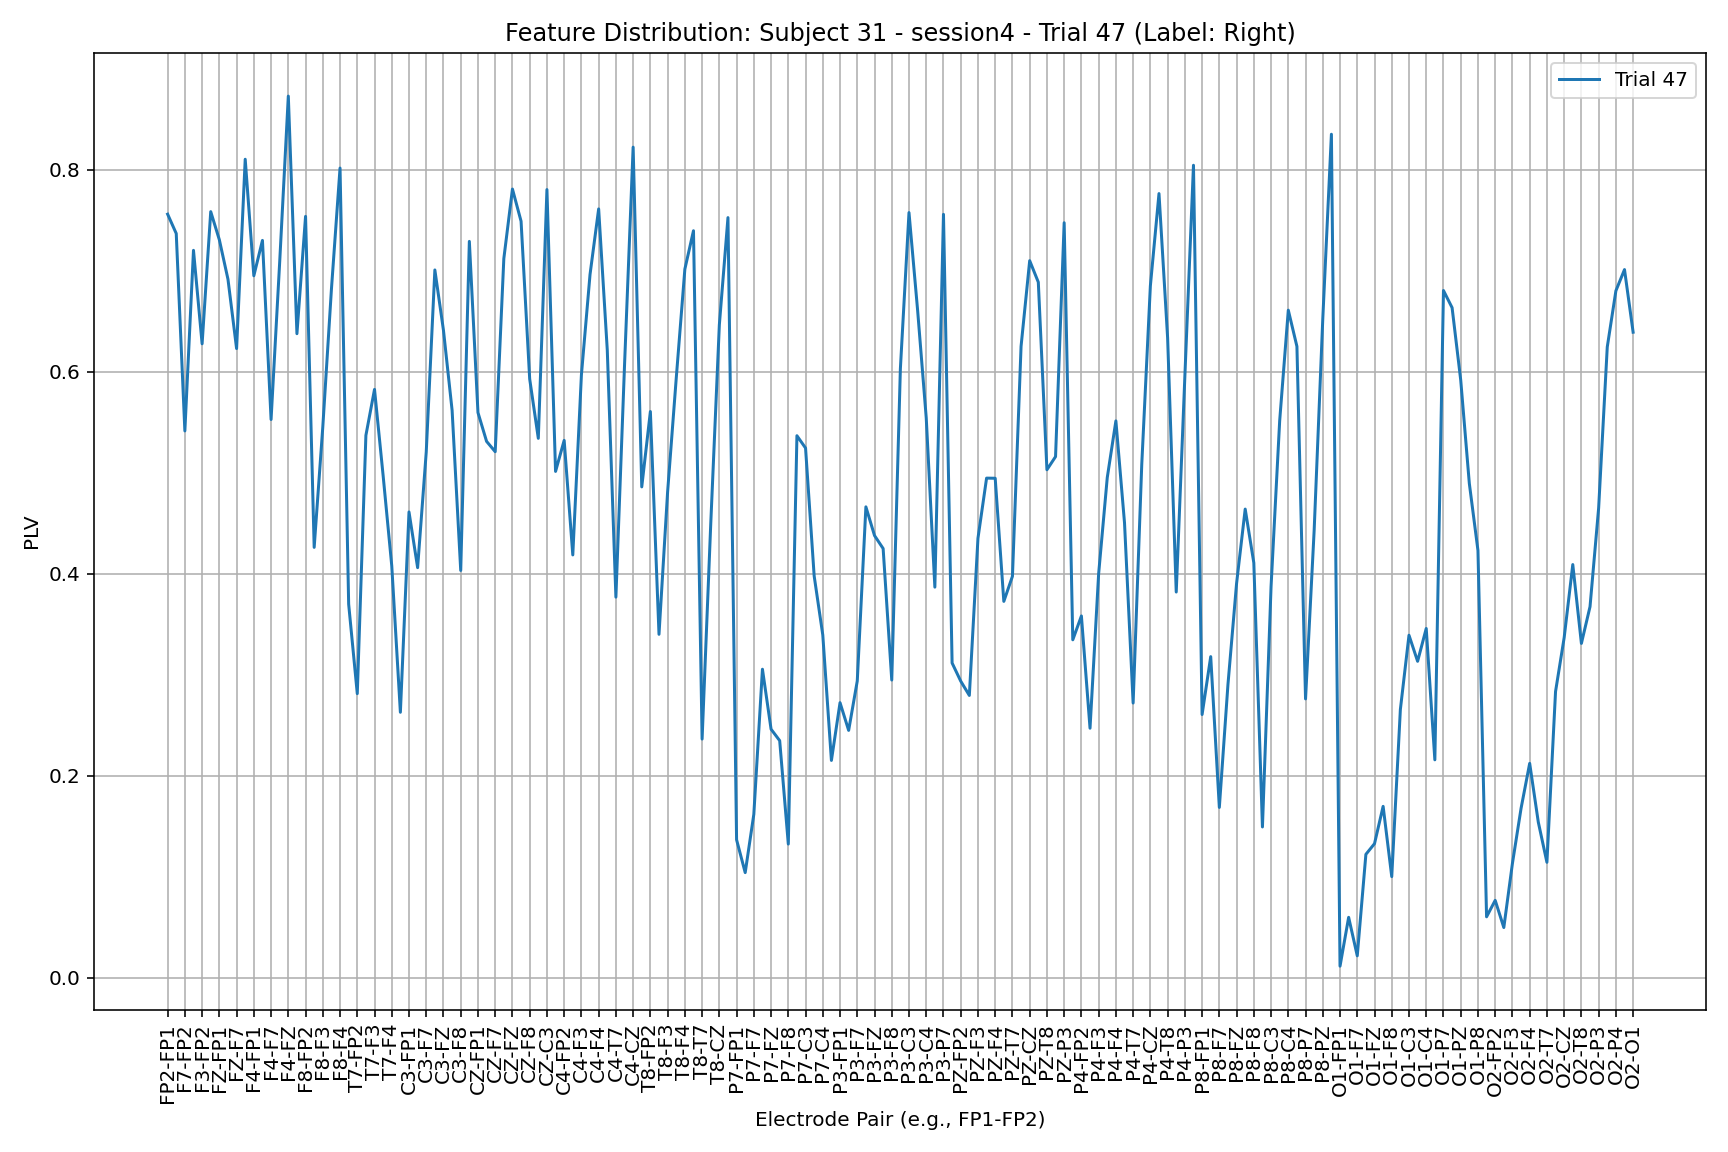 Feature Distribution: Subject 31 - session4 - Trial 47 (Label: Right)
Trial 47
PLV
0.8
0.6
0.4
0.2
0.0
FP2-FP1
F7-FP2
F3-FP2
FZ-FP1
FZ-F7
F4-FP1
F4-F7
F4-FZ
F8-FP2
F8-F3
F8-F4
T7-FP2
T7-F3
T7-F4
C3-FP1
C3-F7
C3-FZ
C3-F8
CZ-FP1
CZ-F7
CZ-FZ
CZ-F8
CZ-C3
C4-FP2
C4-F3
C4-F4
C4-T7
C4-CZ
T8-FP2
T8-F3
T8-F4
T8-T7
T8-CZ
P7-FP1
P7-F7
P7-FZ
P7-F8
P7-C3
P7-C4
P3-FP1
P3-F7
P3-FZ
P3-F8
P3-C3
P3-C4
P3-P7
PZ-FP2
PZ-F3
PZ-F4
PZ-T7
PZ-CZ
PZ-T8
PZ-P3
P4-FP2
P4-F3
P4-F4
P4-T7
P4-CZ
P4-T8
P4-P3
P8-FP1
P8-F7
P8-FZ
P8-F8
P8-C3
P8-C4
P8-P7
P8-PZ
O1-FP1
O1-F7
O1-FZ
O1-F8
O1-C3
O1-C4
O1-P7
O1-PZ
O1-P8
O2-FP2
O2-F3
O2-F4
O2-T7
O2-CZ
O2-T8
O2-P3
O2-P4
O2-O1
Electrode Pair (e.g., FP1-FP2)